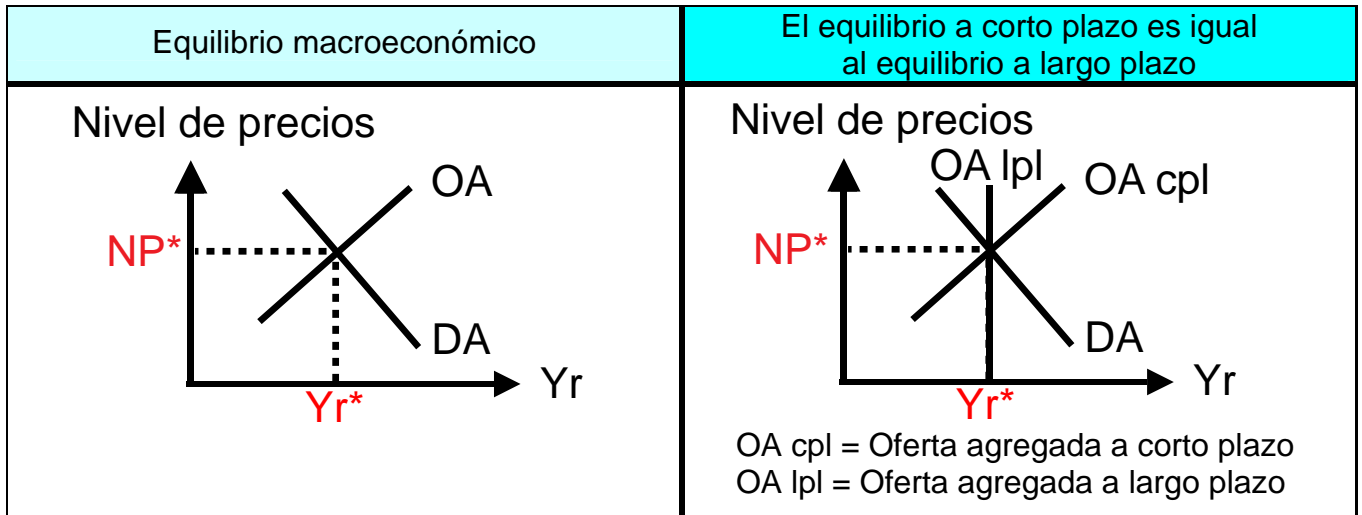 Equilibrio macroeconómico
El equilibrio a corto plazo es igual
al equilibrio a largo plazo
Nivel de precios
OA
NP*
DA
Yr
Yr*
Nivel de precios
OA lpl
OA cpl
NP*
DA
Yr
Yr*
OA cpl = Oferta agregada a corto plazo
OA lpl = Oferta agregada a largo plazo